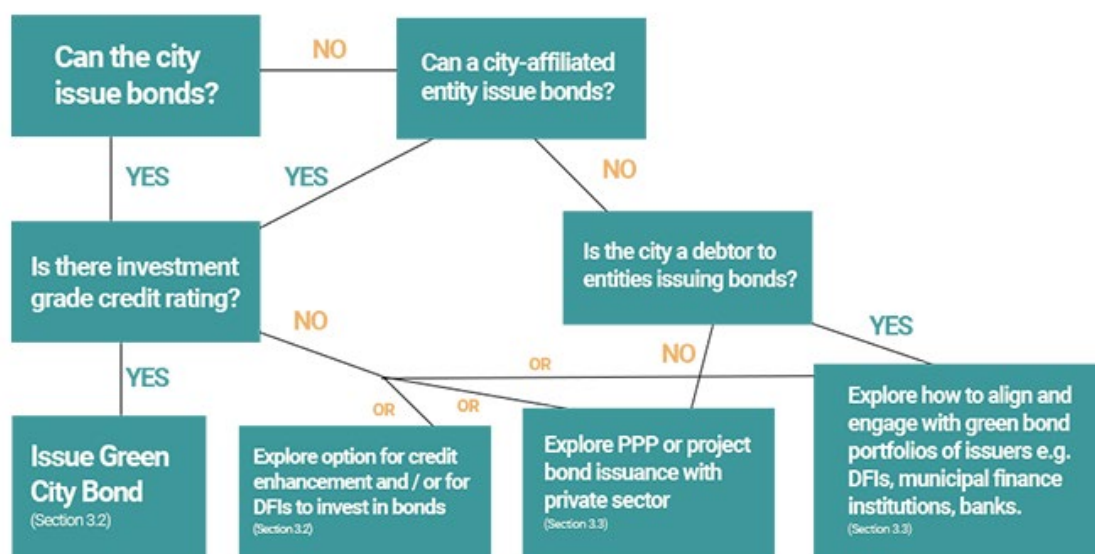 Can the city
issue bonds?
NO
Can a city-affiliated
entity issue bonds?
YES
YES
NO
Is there investment
grade credit rating?
Is the city a debtor to
entities issuing bonds?
NO
YES
NO
YES
OR
OR
OR
Issue Green
City Bond
(Section 3.2)
Explore option for credit
enhancement and / or for
DFIs to invest in bonds
(Section 3.2)
Explore PPP or project
bond issuance with
private sector
(Section 3.3)
Explore how to align and
engage with green bond
portfolios of issuers e.g.
DFIs, municipal finance
institutions, banks.
(Section 3.3)